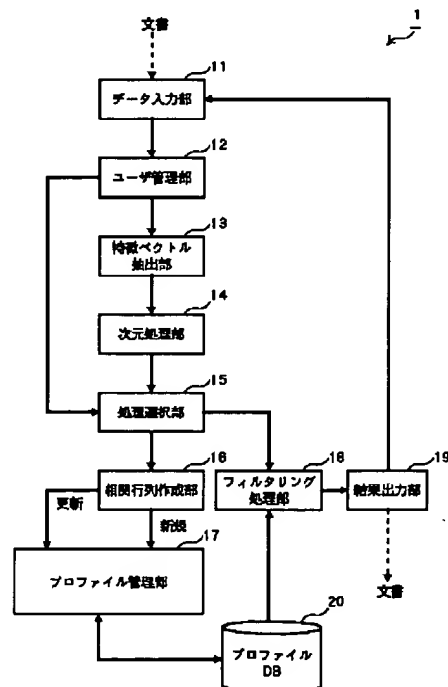 1
文書
11
データ入力部
12
ユーザ管理部
13
特徴ベクトル
抽出部
14
次元処理部
15
処理選択部
16
相関行列作成部
18
フィルタリング
処理部
19
結果出力部
更新
新規
17
プロファイル管理部
文書
20
プロファイル
DB